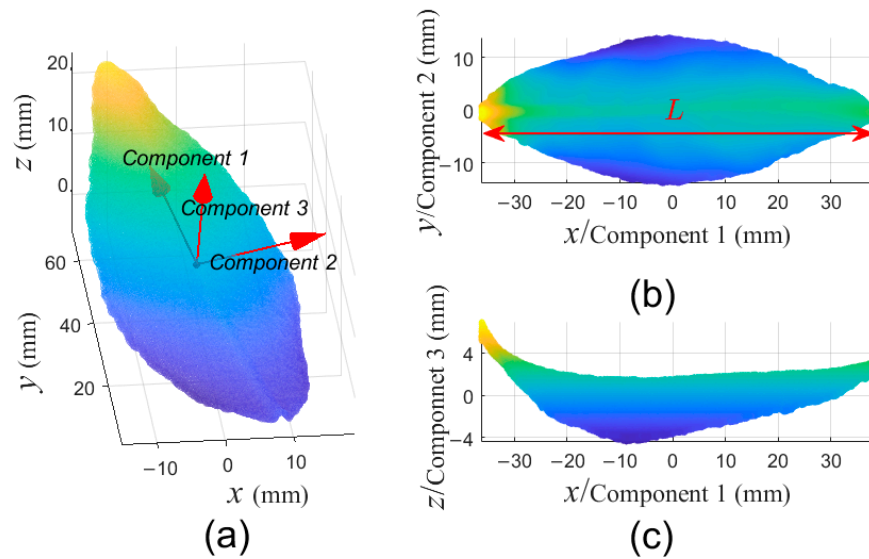 20
10
0
z (mm)
Component 1
Component 3
Component 2
60
40
20
y (mm)
−10
0
10
x (mm)
(a)
10
0
−10
y/Component 2 (mm)
L
−30
−20
−10
0
10
20
30
x/Component 1 (mm)
(b)
4
0
−4
z/Componnet 3 (mm)
−30
−20
−10
0
10
20
30
x/Component 1 (mm)
(c)